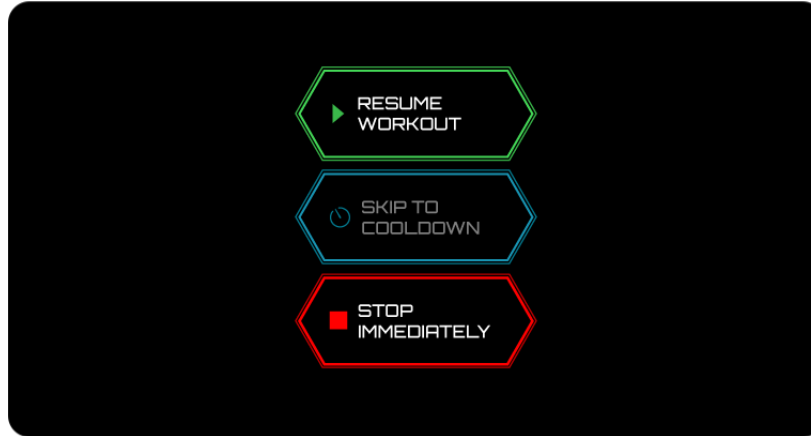 RESUME
WORKOUT
SKIP TO
COOLDOWN
STOP
IMMEDIATELY